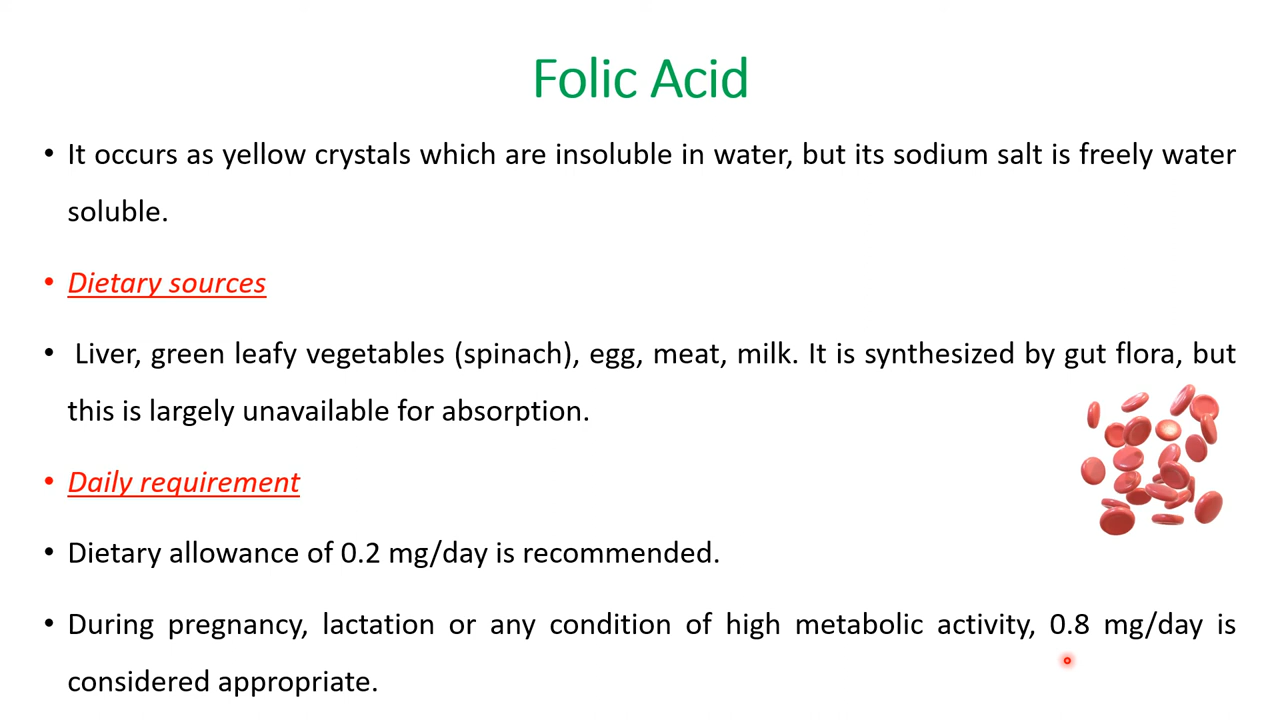 Folic Acid
• It occurs as yellow crystals which are insoluble in water, but its sodium salt is freely water
soluble.
• Dietary sources
• Liver, green leafy vegetables (spinach), egg, meat, milk. It is synthesized by gut flora, but
this is largely unavailable for absorption.
• Daily requirement
• Dietary allowance of 0.2 mg/day is recommended.
• During pregnancy, lactation or any condition of high metabolic activity, 0.8 mg/day is
considered appropriate.